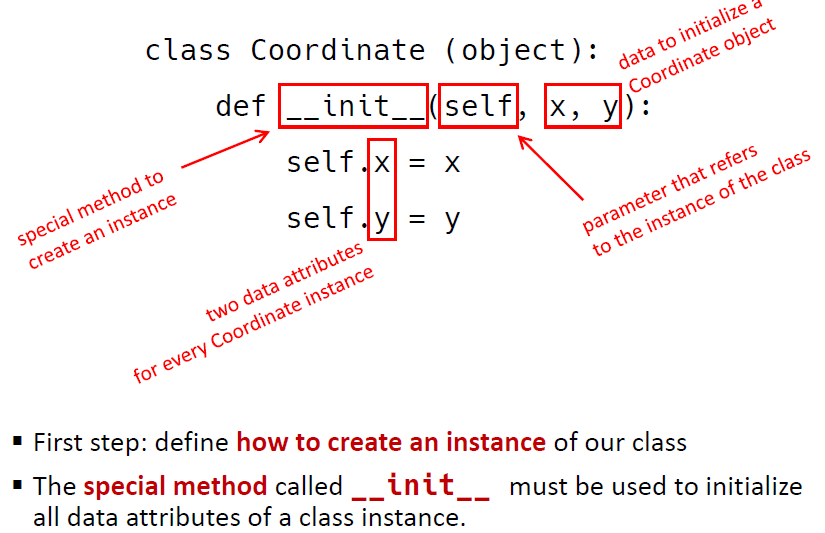 class Coordinate (object):
data to initialize a
Coordinate object
def __init__(self, x, y):
self.x = x
self.y = y
special method to
create an instance
parameter that refers
to the instance of the class
two data attributes
for every Coordinate instance
▪ First step: define how to create an instance of our class
▪ The special method called __init__ must be used to initialize
all data attributes of a class instance.